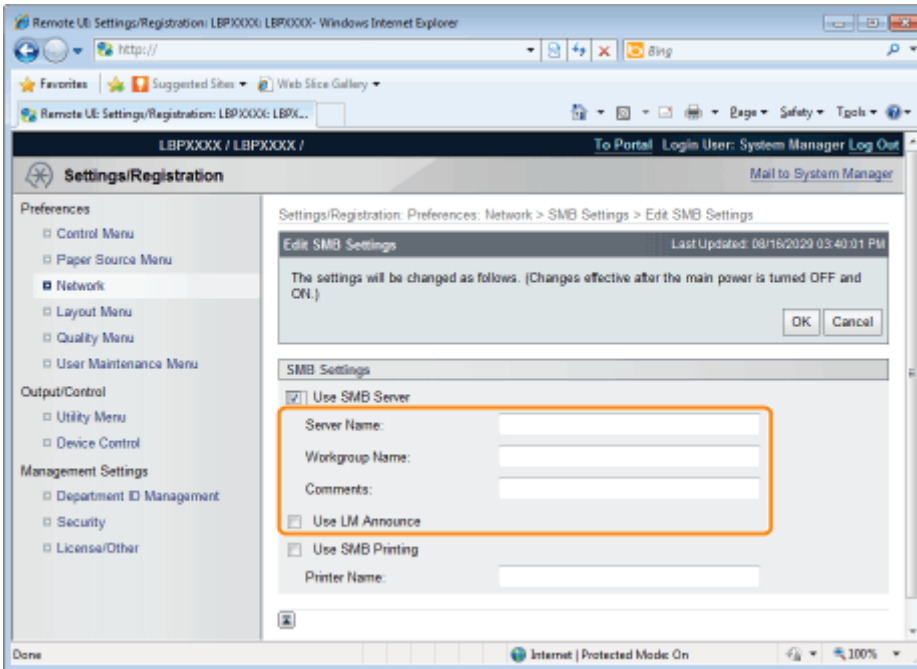 Remote UI: Settings/Registration: LBPXXXX: LBPXXXX- Windows Internet Explorer
http://
Bing
Favorites Suggested Sites Web Slice Gallery
Remote UI: Settings/Registration: LBPXXXX: LBPX...
Page Safety Tools
LBPXXXX / LBPXXXX /
To Portal Login User: System Manager Log Out
Settings/Registration
Mail to System Manager
Preferences
Control Menu
Paper Source Menu
Network
Layout Menu
Quality Menu
User Maintenance Menu
Output/Control
Utility Menu
Device Control
Management Settings
Department ID Management
Security
License/Other
Settings/Registration: Preferences: Network > SMB Settings > Edit SMB Settings
Edit SMB Settings
Last Updated: 08/16/2029 03:40:01 PM
The settings will be changed as follows. (Changes effective after the main power is turned OFF and
ON.)
OK Cancel
SMB Settings
Use SMB Server
Server Name:
Workgroup Name:
Comments:
Use LM Announce
Use SMB Printing
Printer Name:
Done
Internet | Protected Mode: On
100%